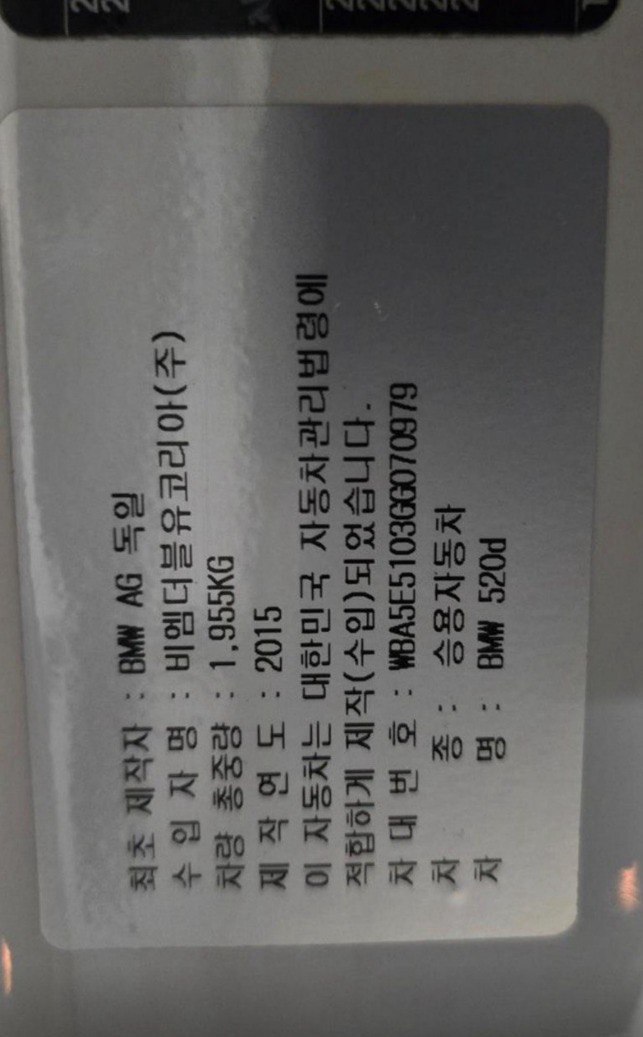 최초 제작자 : BMW AG 독일
수 입 자 명 : 비엠더블유코리아(주)
차량 총중량 : 1,955KG
제 작 연 도 : 2015
이 자동차는 대한민국 자동차관리법령에
적합하게 제작(수입)되었습니다.
차 대 번 호 : WBA5E5103GG070979
차 종 : 승용자동차
차 명 : BMW 520d